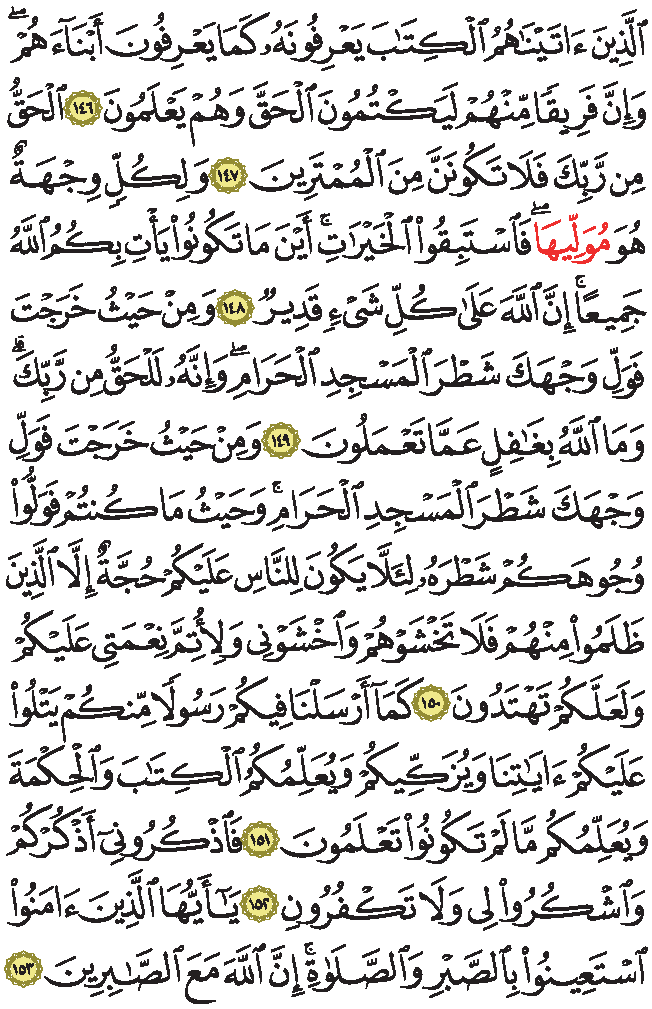 ٱلَّذِينَ ءَاتَيْنَٰهُمُ ٱلْكِتَٰبَ يَعْرِفُونَهُۥ كَمَا يَعْرِفُونَ أَبْنَآءَهُمْ ۖ
وَإِنَّ فَرِيقًا مِّنْهُمْ لَيَكْتُمُونَ ٱلْحَقَّ وَهُمْ يَعْلَمُونَ ١٤٦ ٱلْحَقُّ
مِن رَّبِّكَ فَلَا تَكُونَنَّ مِنَ ٱلْمُمْتَرِينَ ١٤٧ وَلِكُلٍّ وِجْهَةٌ
هُوَ مُوَلِّيهَا ۖ فَٱسْتَبِقُوا۟ ٱلْخَيْرَٰتِ ۚ أَيْنَ مَا تَكُونُوا۟ يَأْتِ بِكُمُ ٱللَّهُ
جَمِيعًا ۚ إِنَّ ٱللَّهَ عَلَىٰ كُلِّ شَىْءٍ قَدِيرٌ ١٤٨ وَمِنْ حَيْثُ خَرَجْتَ
فَوَلِّ وَجْهَكَ شَطْرَ ٱلْمَسْجِدِ ٱلْحَرَامِ ۖ وَإِنَّهُۥ لَلْحَقُّ مِن رَّبِّكَ ۗ
وَمَا ٱللَّهُ بِغَٰفِلٍ عَمَّا تَعْمَلُونَ ١٤٩ وَمِنْ حَيْثُ خَرَجْتَ فَوَلِّ
وَجْهَكَ شَطْرَ ٱلْمَسْجِدِ ٱلْحَرَامِ ۚ وَحَيْثُ مَا كُنتُمْ فَوَلُّوا۟
وُجُوهَكُمْ شَطْرَهُۥ لِئَلَّا يَكُونَ لِلنَّاسِ عَلَيْكُمْ حُجَّةٌ إِلَّا ٱلَّذِينَ
ظَلَمُوا۟ مِنْهُمْ فَلَا تَخْشَوْهُمْ وَٱخْشَوْنِى وَلِأُتِمَّ نِعْمَتِى عَلَيْكُمْ
وَلَعَلَّكُمْ تَهْتَدُونَ ١٥٠ كَمَآ أَرْسَلْنَا فِيكُمْ رَسُولًا مِّنكُمْ يَتْلُوا۟
عَلَيْكُمْ ءَايَٰتِنَا وَيُزَكِّيكُمْ وَيُعَلِّمُكُمُ ٱلْكِتَٰبَ وَٱلْحِكْمَةَ
وَيُعَلِّمُكُم مَّا لَمْ تَكُونُوا۟ تَعْلَمُونَ ١٥١ فَٱذْكُرُونِىٓ أَذْكُرْكُمْ
وَٱشْكُرُوا۟ لِى وَلَا تَكْفُرُونِ ١٥٢ يَٰٓأَيُّهَا ٱلَّذِينَ ءَامَنُوا۟
ٱسْتَعِينُوا۟ بِٱلصَّبْرِ وَٱلصَّلَوٰةِ ۚ إِنَّ ٱللَّهَ مَعَ ٱلصَّٰبِرِينَ ١٥٣